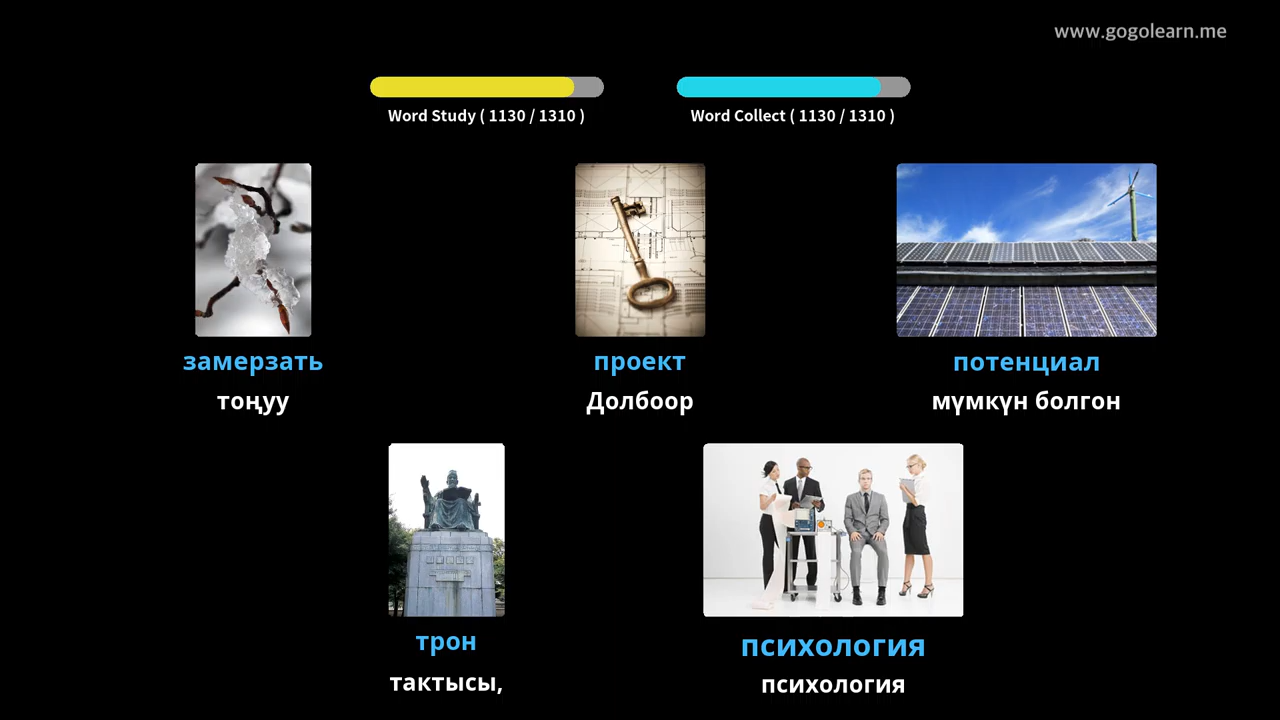 www.gogolearn.me
Word Study ( 1130 / 1310 )
Word Collect ( 1130 / 1310 )
замерзать
тоңуу
проект
Долбоор
потенциал
мүмкүн болгон
трон
тактысы,
психология
психология